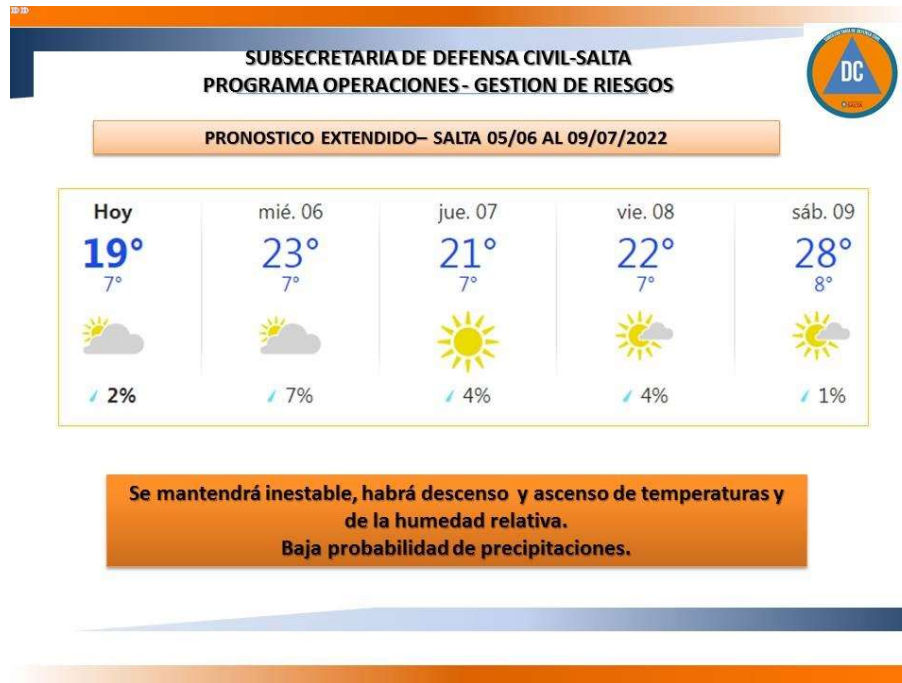 SUBSECRETARIA DE DEFENSA CIVIL-SALTA
PROGRAMA OPERACIONES - GESTION DE RIESGOS
DC
SALTA
PRONOSTICO EXTENDIDO– SALTA 05/06 AL 09/07/2022
Hoy mié. 06 jue. 07 vie. 08 sáb. 09
19° 23° 21° 22° 28°
7° 7° 7° 7° 8°
2% 7% 4% 4% 1%
Se mantendrá inestable, habrá descenso y ascenso de temperaturas y
de la humedad relativa.
Baja probabilidad de precipitaciones.